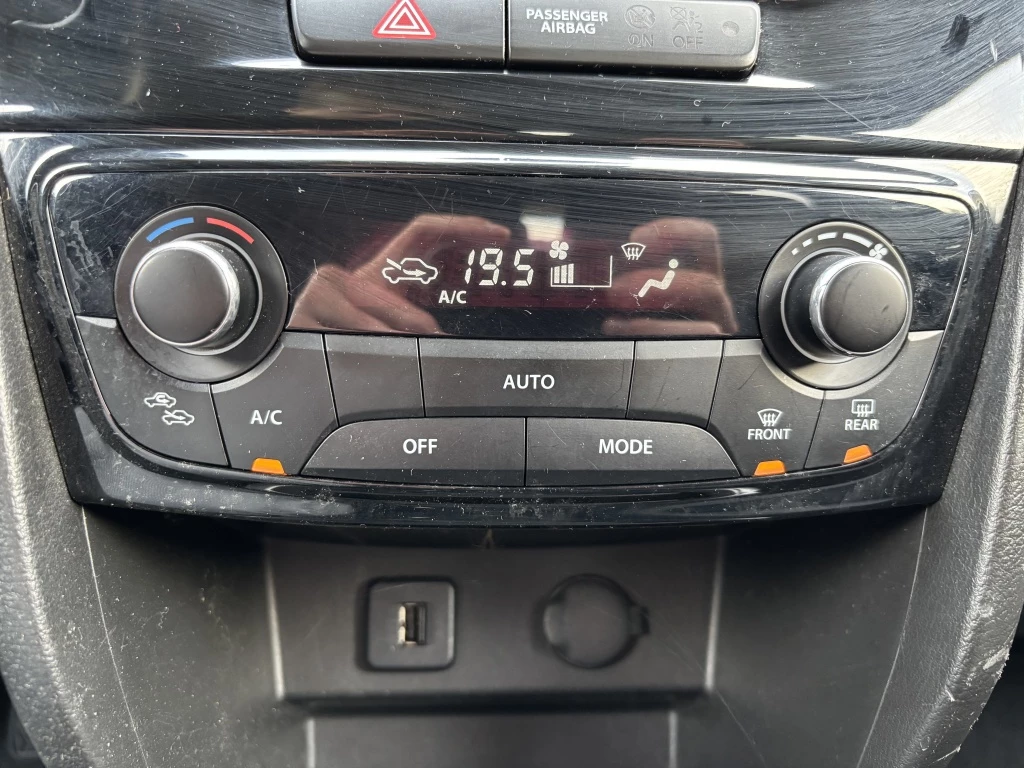 PASSENGER
AIRBAG
ON OFF
19.5
A/C
AUTO
A/C
OFF
MODE
FRONT
REAR